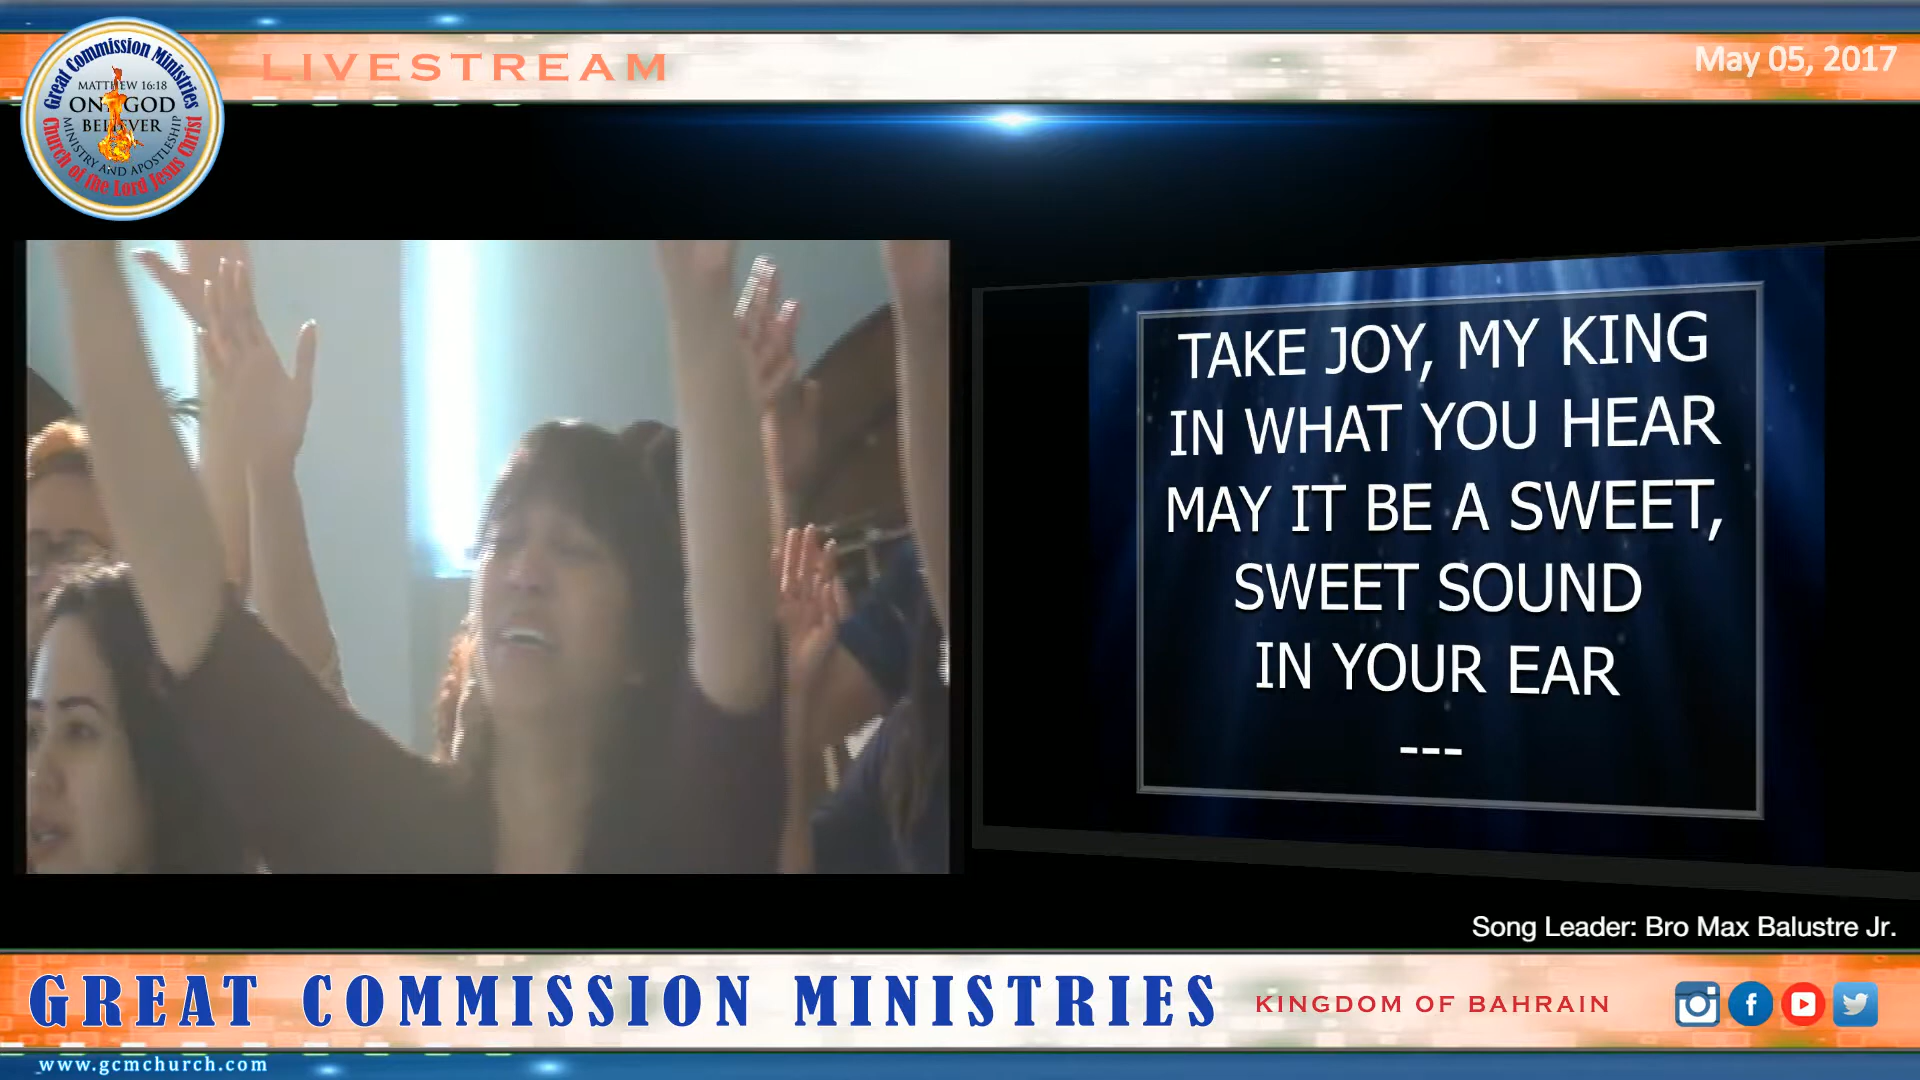 LIVESTREAM
May 05, 2017
Great Commission Ministries
MATTHEW 16:18
ONE GOD
BELIEVER
MINISTRY AND APOSTLESHIP
Church of the Lord Jesus Christ
TAKE JOY, MY KING
IN WHAT YOU HEAR
MAY IT BE A SWEET,
SWEET SOUND
IN YOUR EAR
---
Song Leader: Bro Max Balustre Jr.
GREAT COMMISSION MINISTRIES
KINGDOM OF BAHRAIN
www.gcmchurch.com